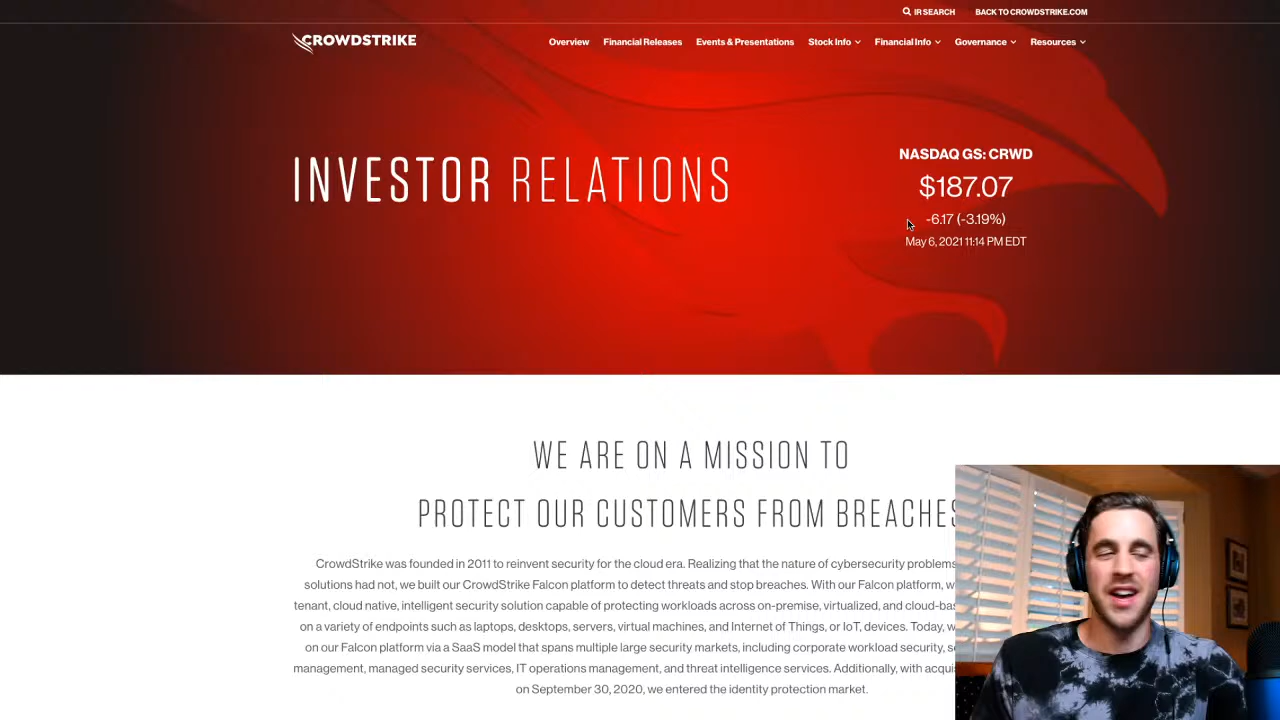 IR SEARCH BACK TO CROWDSTRIKE.COM
CROWDSTRIKE Overview Financial Releases Events & Presentations Stock Info Financial Info Governance Resources
INVESTOR RELATIONS
NASDAQ GS: CRWD
$187.07
-6.17 (-3.19%)
May 6, 2021 11:14 PM EDT
WE ARE ON A MISSION TO
PROTECT OUR CUSTOMERS FROM BREACHES
CrowdStrike was founded in 2011 to reinvent security for the cloud era. Realizing that the nature of cybersecurity problems
solutions had not, we built our CrowdStrike Falcon platform to detect threats and stop breaches. With our Falcon platform,
tenant, cloud native, intelligent security solution capable of protecting workloads across on-premise, virtualized, and
on a variety of endpoints such as laptops, desktops, servers, virtual machines, and Internet of Things, or IoT, devices. Today,
on our Falcon platform via a SaaS model that spans multiple large security markets, including corporate workload security,
management, managed security services, IT operations management, and threat intelligence services. Additionally, with
on September 30, 2020, we entered the identity protection market.